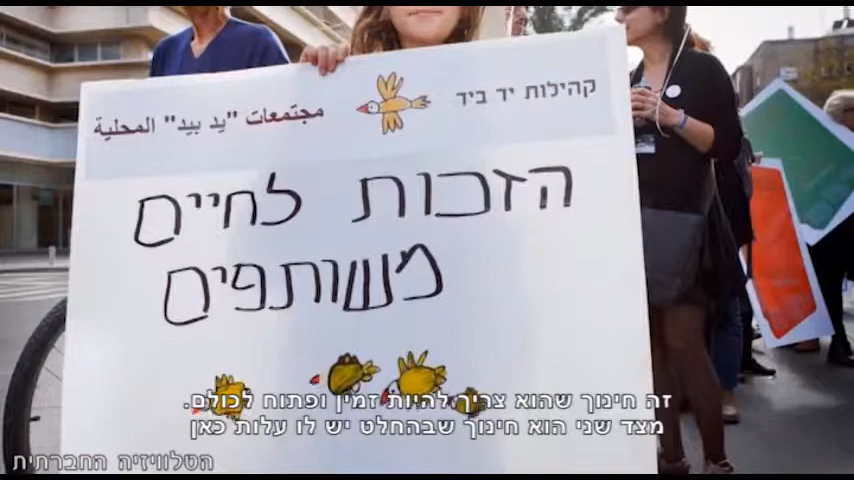 קהילות יד ביד
مجتمعات "يد بيد" المحلية
הזכות לחיים
משותפים
זה חינוך שהוא צריך להיות זמין ופתוח לכולם.
מצד שני הוא חינוך שבהחלט יש לו עלות כאן
הטלוויזיה החברתית